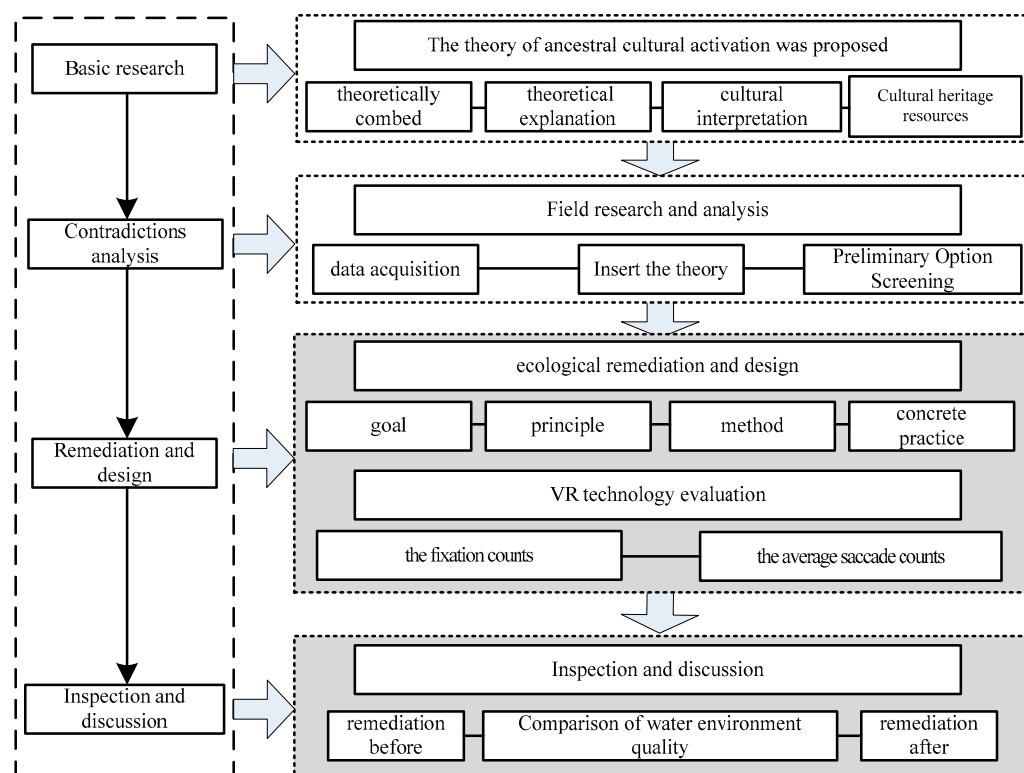 Basic research
The theory of ancestral cultural activation was proposed
theoretically
combed
theoretical
explanation
cultural
interpretation
Cultural heritage
resources
Contradictions
analysis
Field research and analysis
data acquisition
Insert the theory
Preliminary Option
Screening
Remediation and
design
ecological remediation and design
goal
principle
method
concrete
practice
VR technology evaluation
the fixation counts
the average saccade counts
Inspection and
discussion
Inspection and discussion
remediation
before
Comparison of water environment
quality
remediation
after